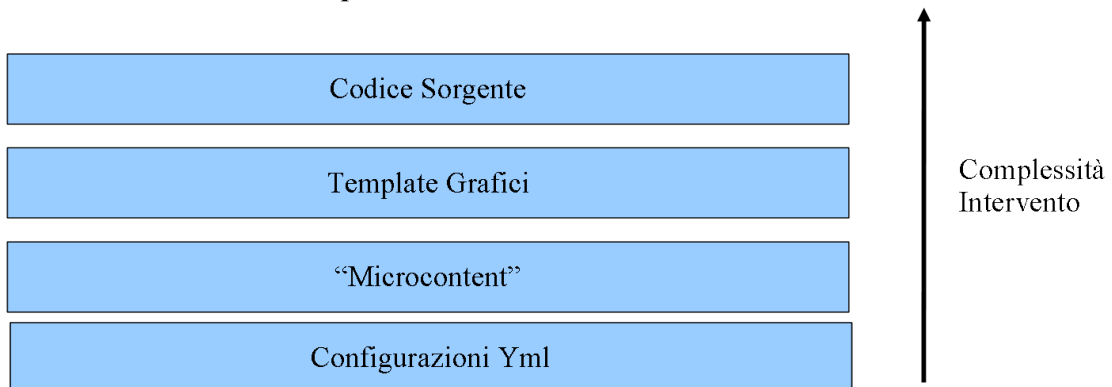 Codice Sorgente
Template Grafici
Complessità
Intervento
“Microcontent”
Configurazioni Yml